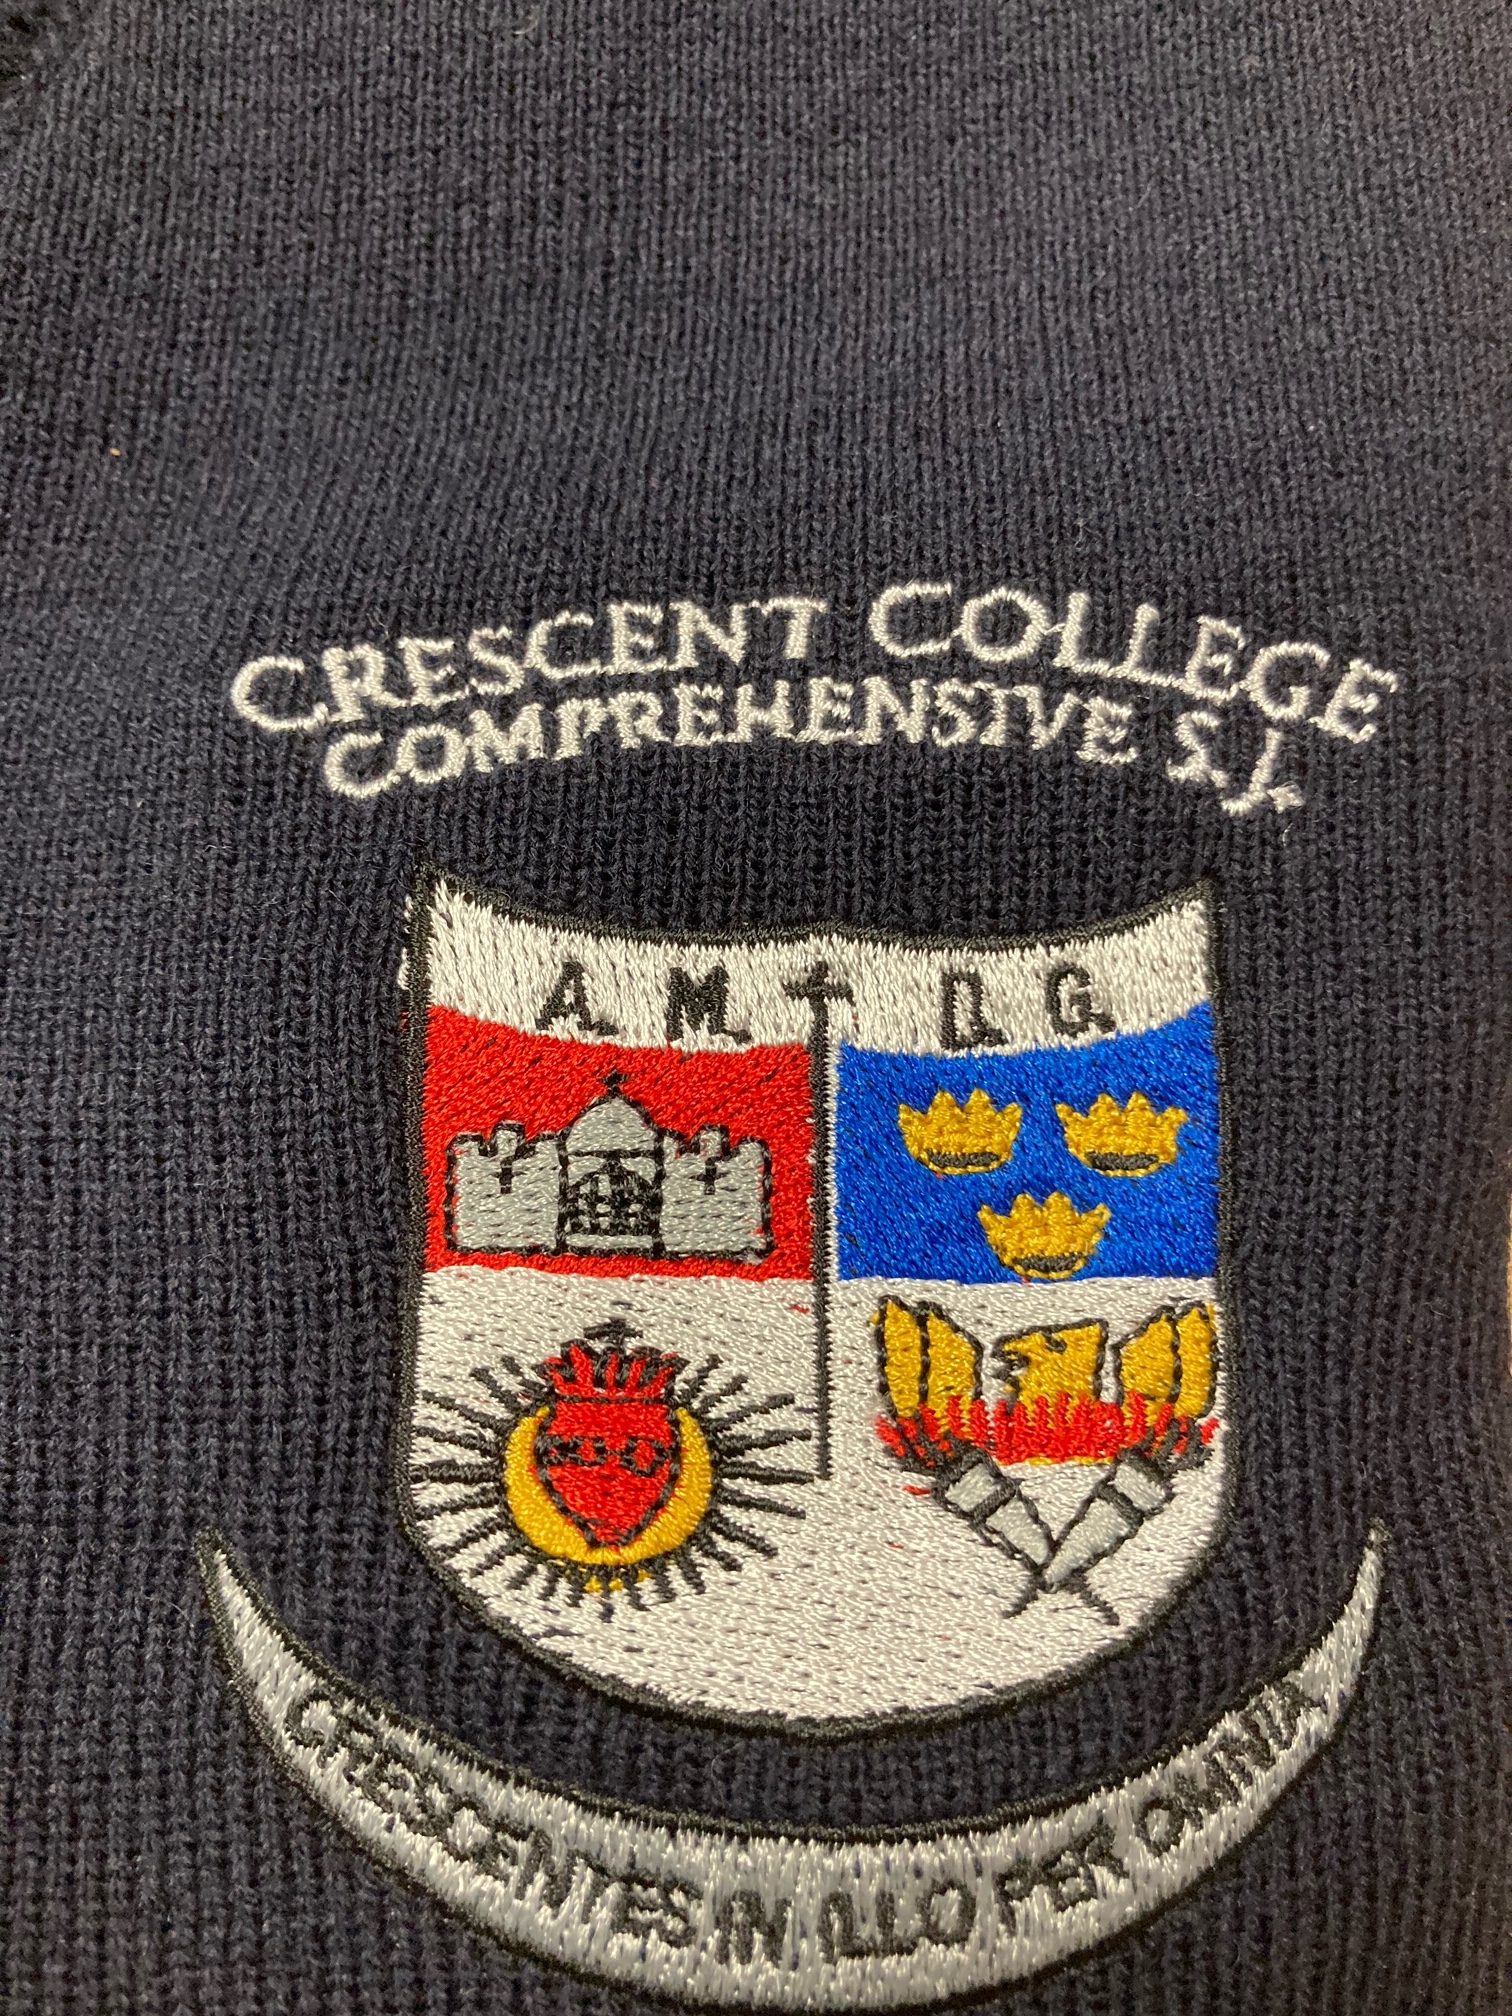 CRESCENT COLLEGE
COMPREHENSIVE S.J.
A M D G
CRESCENTES IN ILLO PER OMNIA